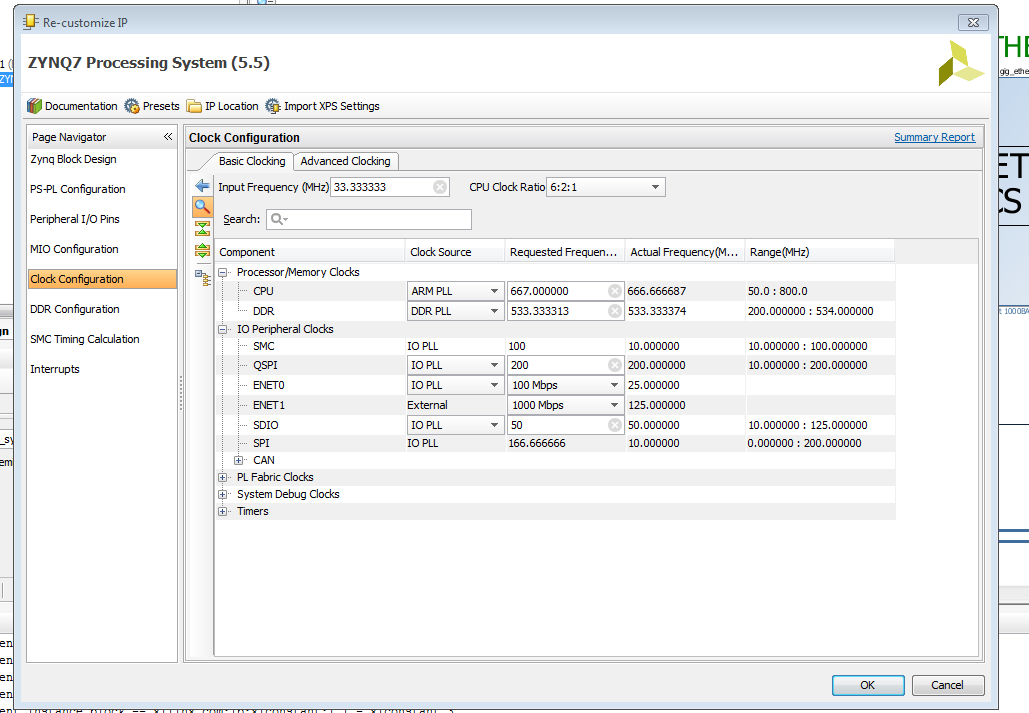 Re-customize IP
ZYNQ7 Processing System (5.5)
Documentation Presets IP Location Import XPS Settings
Page Navigator «
Zynq Block Design
PS-PL Configuration
Peripheral I/O Pins
MIO Configuration
Clock Configuration
DDR Configuration
SMC Timing Calculation
Interrupts
Clock Configuration Summary Report
Basic Clocking Advanced Clocking
Input Frequency (MHz) 33.333333 CPU Clock Ratio 6:2:1
Search:
Component Clock Source Requested Frequen... Actual Frequency(M... Range(MHz)
Processor/Memory Clocks
CPU ARM PLL 667.000000 666.666687 50.0 : 800.0
DDR DDR PLL 533.333313 533.333374 200.000000 : 534.000000
IO Peripheral Clocks
SMC IO PLL 100 10.000000 10.000000 : 100.000000
QSPI IO PLL 200 200.000000 10.000000 : 200.000000
ENET0 IO PLL 100 Mbps 25.000000
ENET1 External 1000 Mbps 125.000000
SDIO IO PLL 50 50.000000 10.000000 : 125.000000
SPI IO PLL 166.666666 10.000000 0.000000 : 200.000000
CAN
PL Fabric Clocks
System Debug Clocks
Timers
OK Cancel